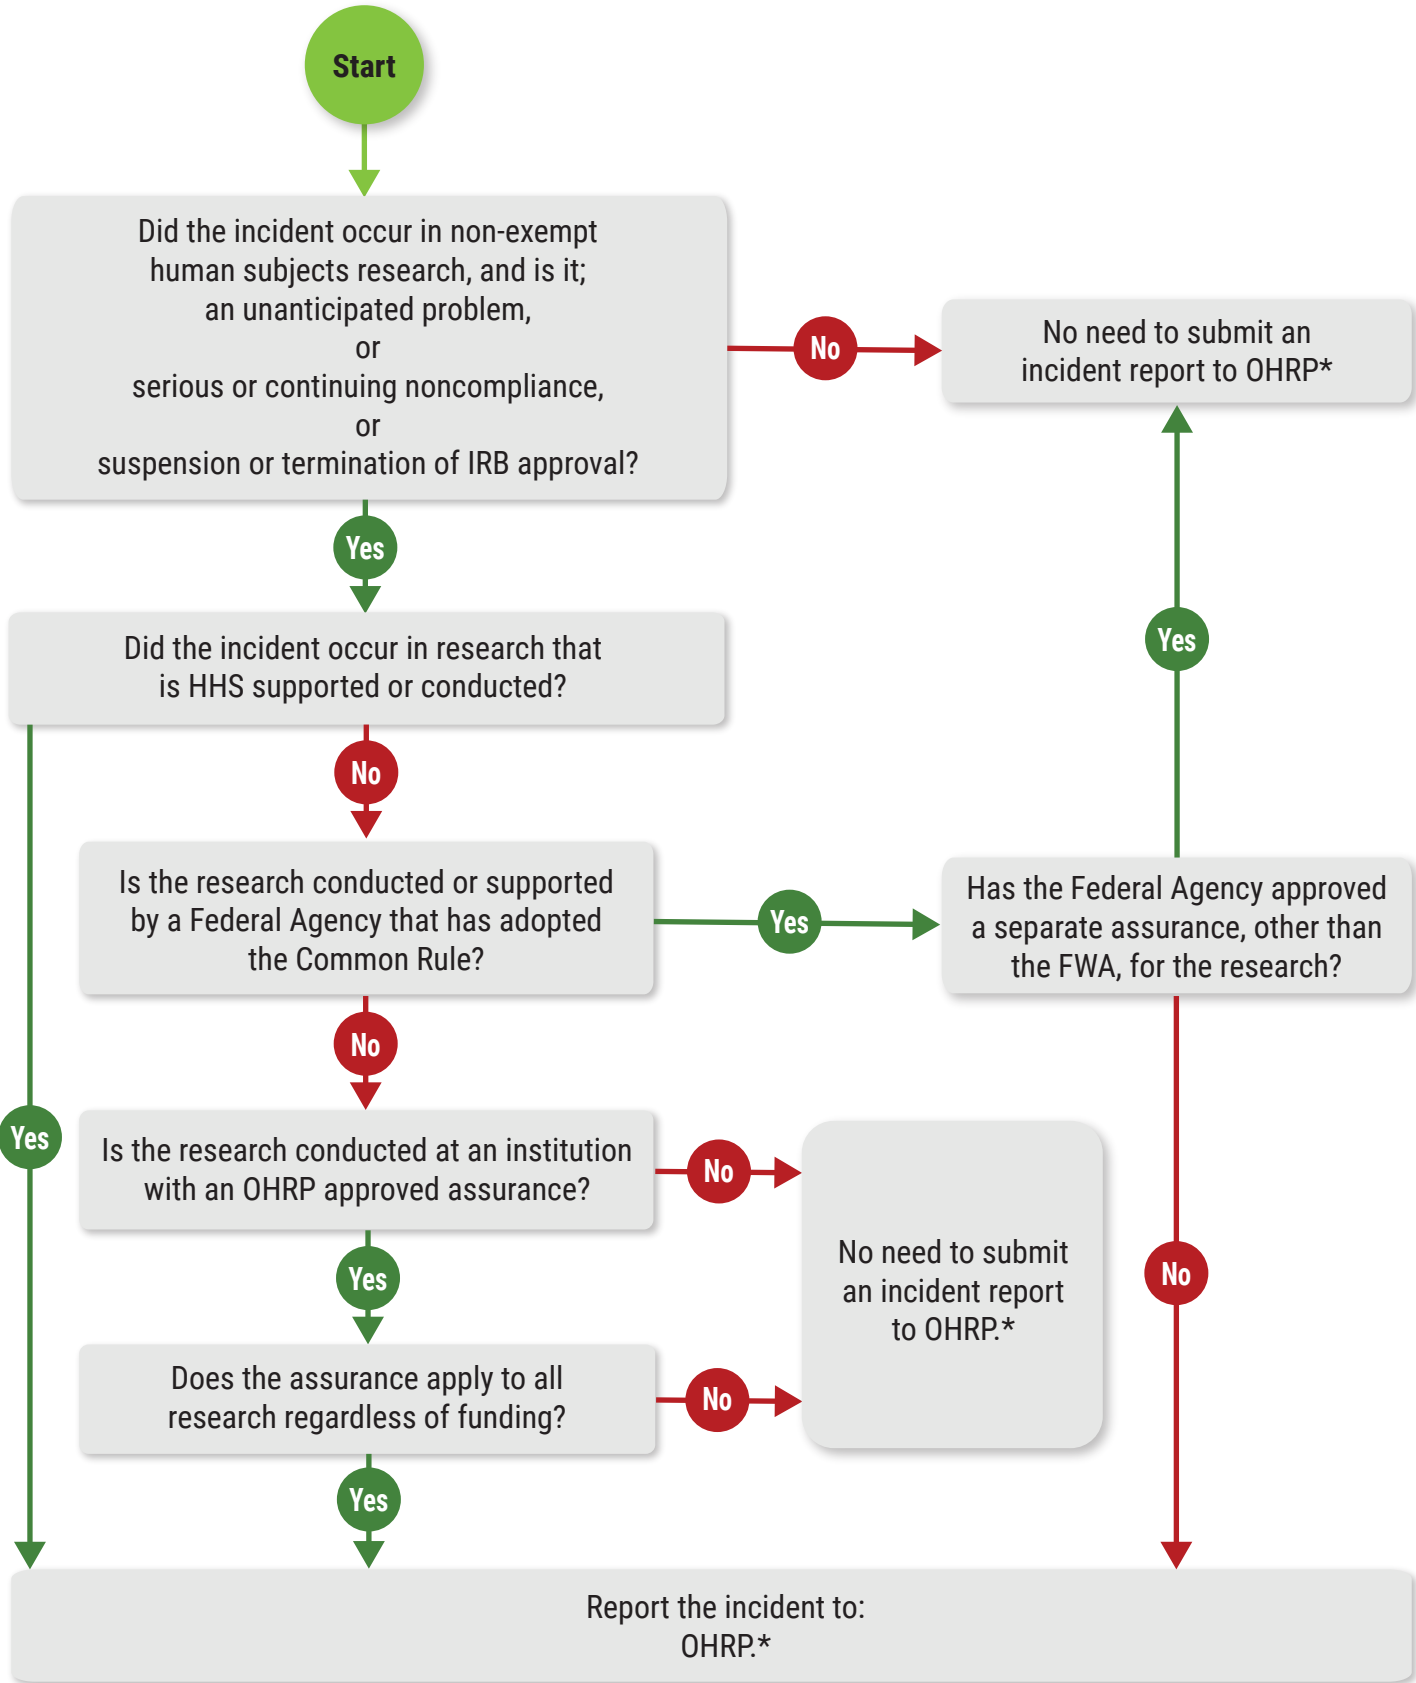 Start
Did the incident occur in non-exempt
human subjects research, and is it;
an unanticipated problem,
or
serious or continuing noncompliance,
or
suspension or termination of IRB approval?
No
No need to submit an
incident report to OHRP*
Yes
Did the incident occur in research that
is HHS supported or conducted?
Yes
No
Is the research conducted or supported
by a Federal Agency that has adopted
the Common Rule?
Yes
Has the Federal Agency approved
a separate assurance, other than
the FWA, for the research?
No
Yes
Is the research conducted at an institution
with an OHRP approved assurance?
No
No need to submit
an incident report
to OHRP.*
No
Yes
Does the assurance apply to all
research regardless of funding?
No
Yes
Report the incident to:
OHRP.*